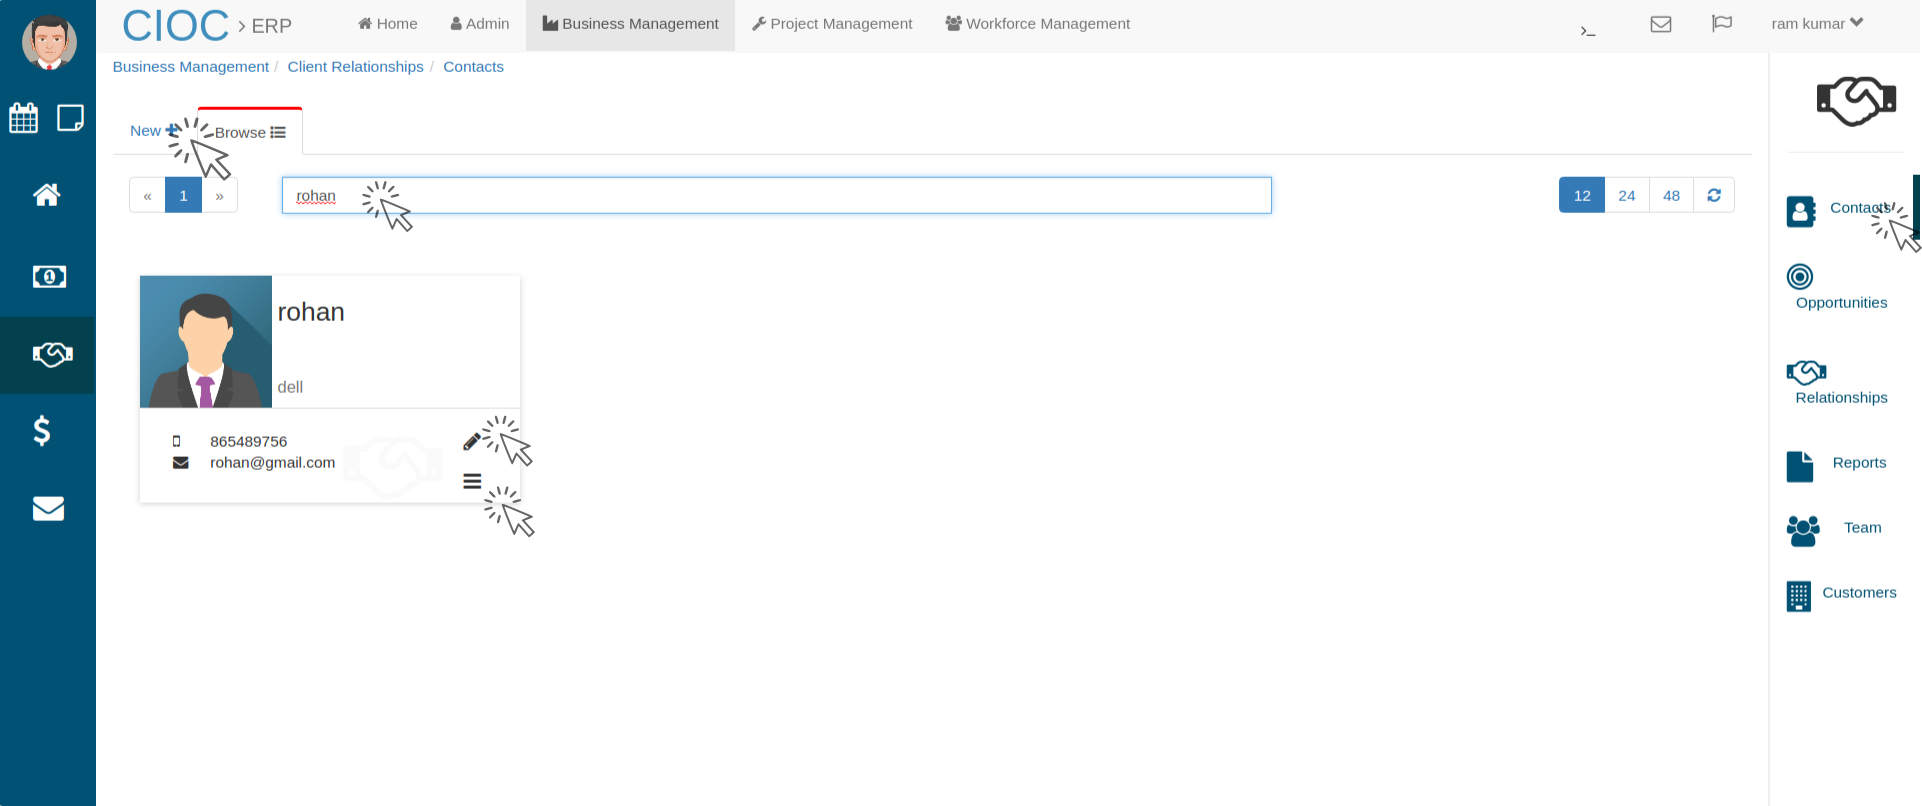 CIOC > ERP Home Admin Business Management Project Management Workforce Management >_ ram kumar
Business Management / Client Relationships / Contacts
New Browse
« 1 » rohan 12 24 48
Contacts
Opportunities
Relationships
Reports
Team
Customers
rohan
dell
865489756
rohan@gmail.com